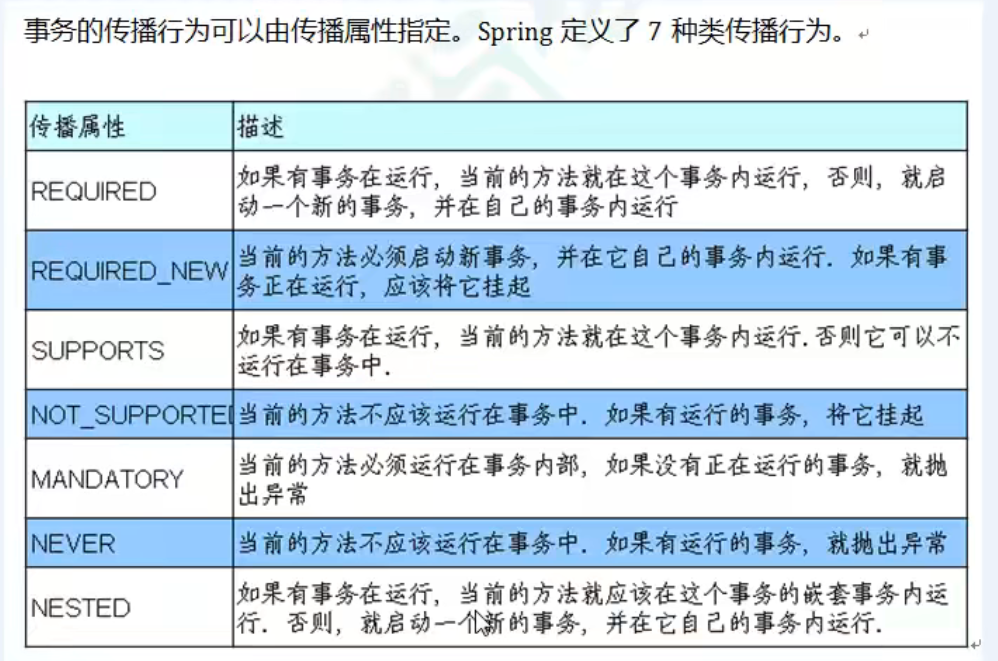 事务的传播行为可以由传播属性指定。Spring 定义了 7 种类传播行为。
传播属性 描述
REQUIRED
如果有事务在运行，当前的方法就在这个事务内运行，否则，就启
动一个新的事务，并在自己的事务内运行
REQUIRED_NEW
当前的方法必须启动新事务，并在它自己的事务内运行. 如果有事
务正在运行，应该将它挂起
SUPPORTS
如果有事务在运行，当前的方法就在这个事务内运行.否则它可以不
运行在事务中.
NOT_SUPPORTED 当前的方法不应该运行在事务中. 如果有运行的事务，将它挂起
MANDATORY
当前的方法必须运行在事务内部，如果没有正在运行的事务，就抛
出异常
NEVER 当前的方法不应该运行在事务中. 如果有运行的事务，就抛出异常
NESTED
如果有事务在运行，当前的方法就应该在这个事务的嵌套事务内运
行. 否则，就启动一个新的事务，并在它自己的事务内运行.